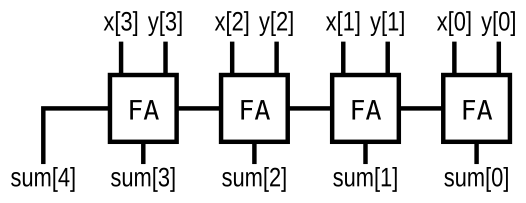 x[3] y[3] x[2] y[2] x[1] y[1] x[0] y[0]
FA FA FA FA
sum[4] sum[3] sum[2] sum[1] sum[0]